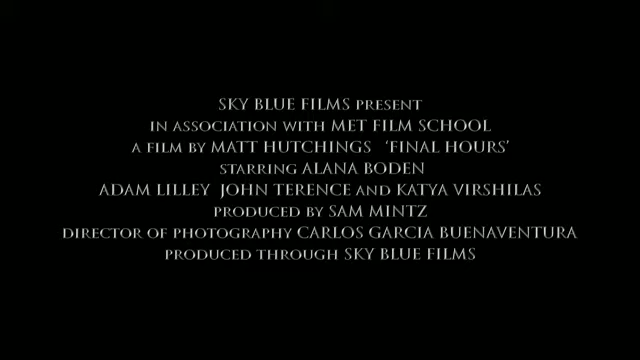 SKY BLUE FILMS PRESENT
IN ASSOCIATION WITH MET FILM SCHOOL
A FILM BY MATT HUTCHINGS 'FINAL HOURS'
STARRING ALANA BODEN
ADAM LILLEY JOHN TERENCE AND KATYA VIRSHILAS
PRODUCED BY SAM MINTZ
DIRECTOR OF PHOTOGRAPHY CARLOS GARCIA BUENAVENTURA
PRODUCED THROUGH SKY BLUE FILMS